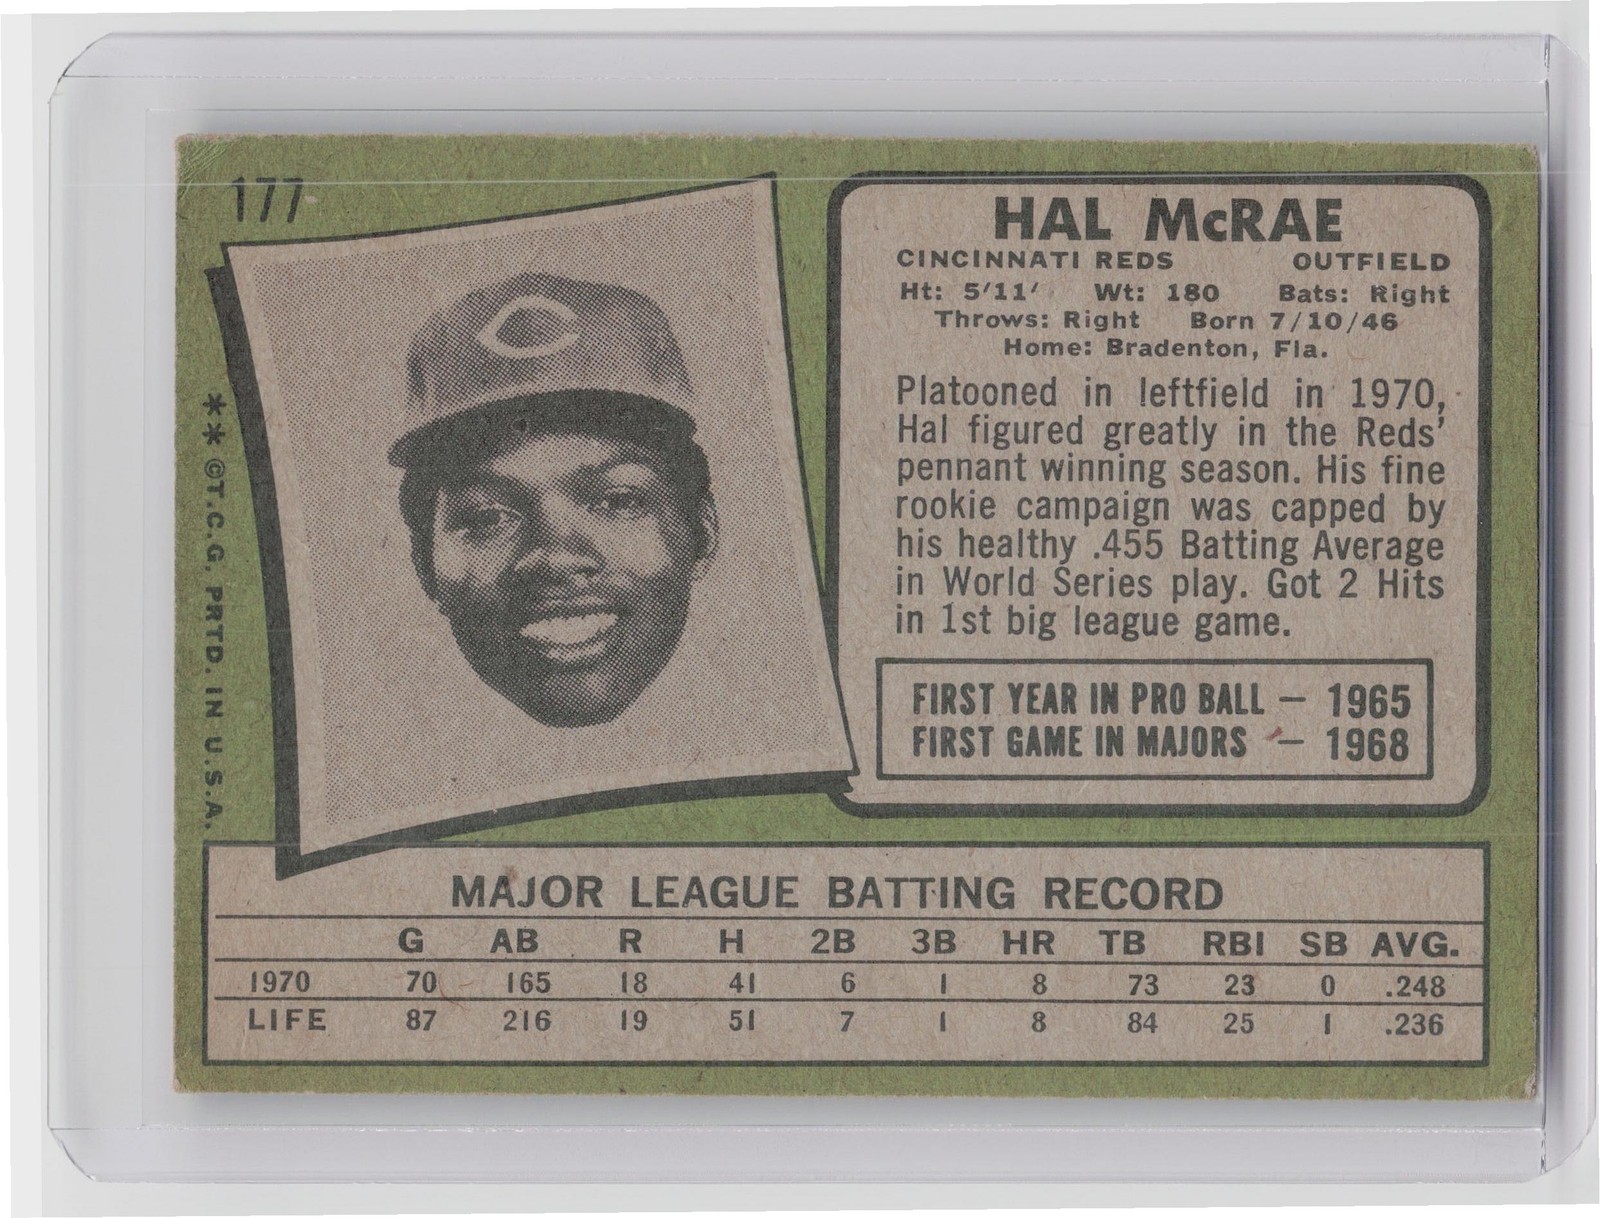 177
HAL McRAE
CINCINNATI REDS OUTFIELD
Ht: 5'11' Wt: 180 Bats: Right
Throws: Right Born 7/10/46
Home: Bradenton, Fla.
Platooned in leftfield in 1970,
Hal figured greatly in the Reds'
pennant winning season. His fine
rookie campaign was capped by
his healthy .455 Batting Average
in World Series play. Got 2 Hits
in 1st big league game.
FIRST YEAR IN PRO BALL — 1965
FIRST GAME IN MAJORS — 1968
**©T.C.G. PRTD. IN U.S.A.
C
MAJOR LEAGUE BATTING RECORD
G AB R H 2B 3B HR TB RBI SB AVG.
1970 70 165 18 41 6 1 8 73 23 0 .248
LIFE 87 216 19 51 7 1 8 84 25 1 .236